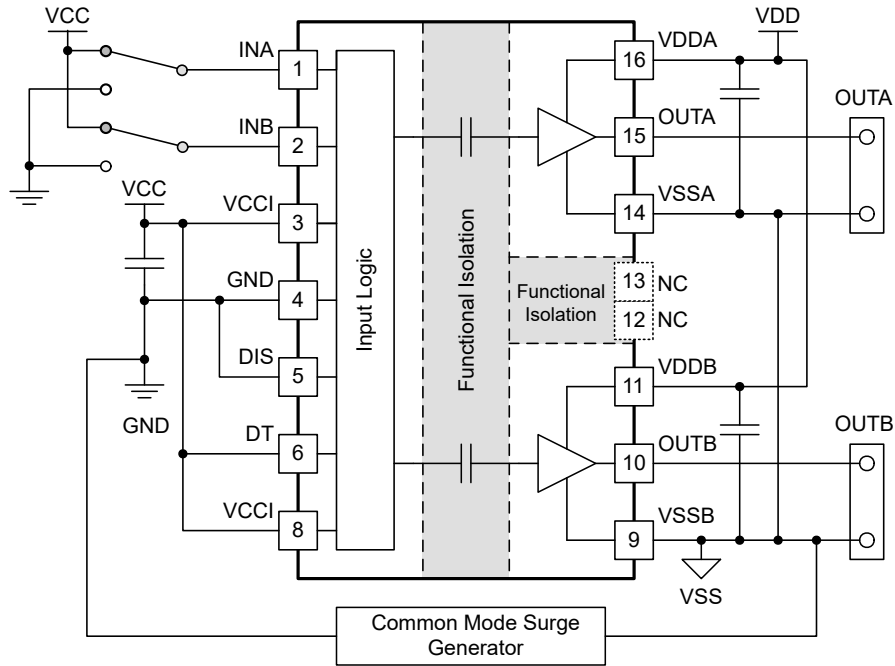 VCC
INA
1
INB
2
VCC
VCCI
3
GND
4
DIS
5
GND
DT
6
VCCI
8
Input Logic
Functional Isolation
Functional
Isolation
VDD
VDDA
16
OUTA
15
OUTA
VSSA
14
13
NC
12
NC
VDDB
11
OUTB
10
OUTB
VSSB
9
VSS
Common Mode Surge
Generator